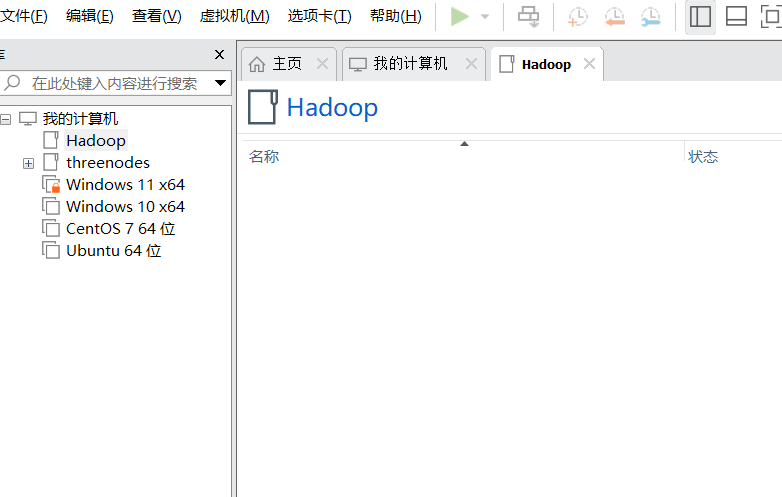 文件(F) 编辑(E) 查看(V) 虚拟机(M) 选项卡(T) 帮助(H)
库
在此处键入内容进行搜索
我的计算机
Hadoop
threenodes
Windows 11 x64
Windows 10 x64
CentOS 7 64 位
Ubuntu 64 位
主页 我的计算机 Hadoop
Hadoop
名称 状态